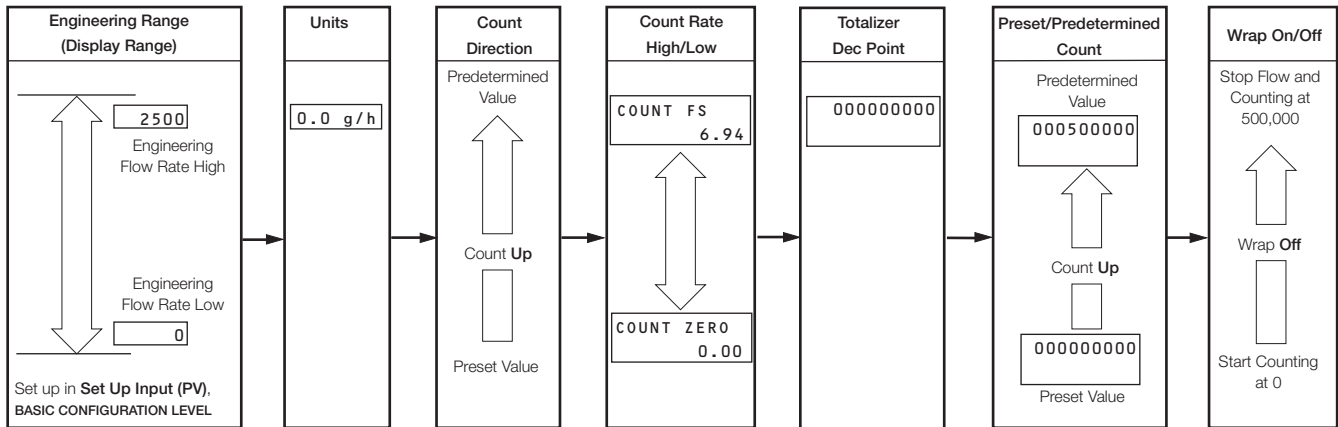 Engineering Range
(Display Range)
2500
Engineering
Flow Rate High
Engineering
Flow Rate Low
0
Set up in Set Up Input (PV),
BASIC CONFIGURATION LEVEL
Units
0.0 g/h
Count
Direction
Predetermined
Value
Count Up
Preset Value
Count Rate
High/Low
COUNT FS
6.94
COUNT ZERO
0.00
Totalizer
Dec Point
000000000
Preset/Predetermined
Count
Predetermined
Value
000500000
Count Up
000000000
Preset Value
Wrap On/Off
Stop Flow and
Counting at
500,000
Wrap Off
Start Counting
at 0